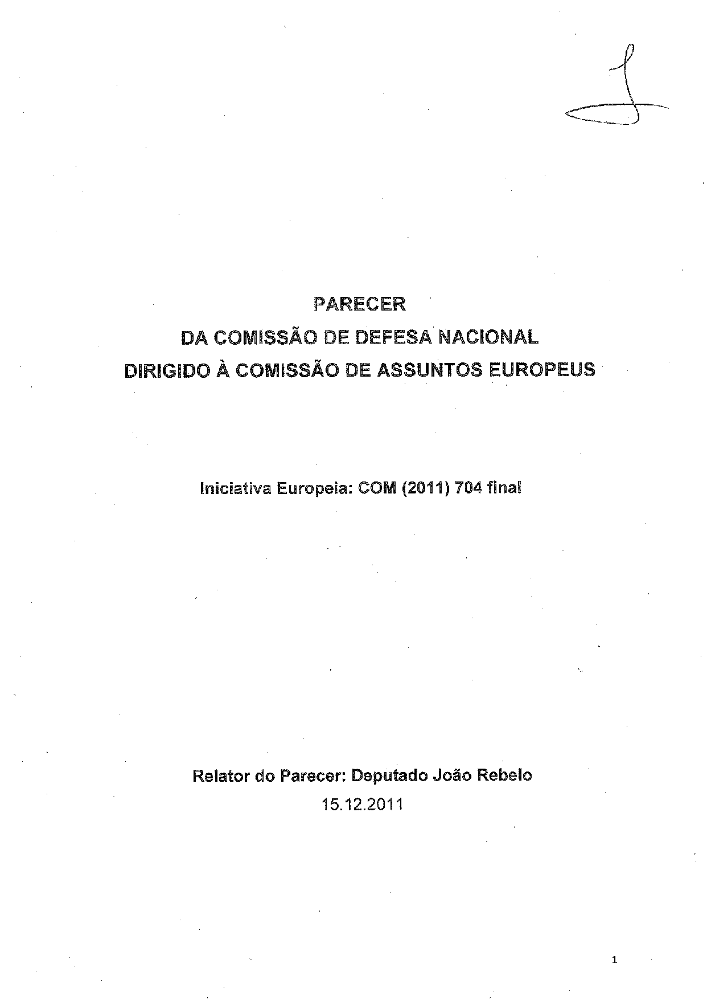 PARECER
DA COMISSÃO DE DEFESA NACIONAL
DIRIGIDO À COMISSÃO DE ASSUNTOS EUROPEUS
Iniciativa Europeia: COM (2011) 704 final
Relator do Parecer: Deputado João Rebelo
15.12.2011
1